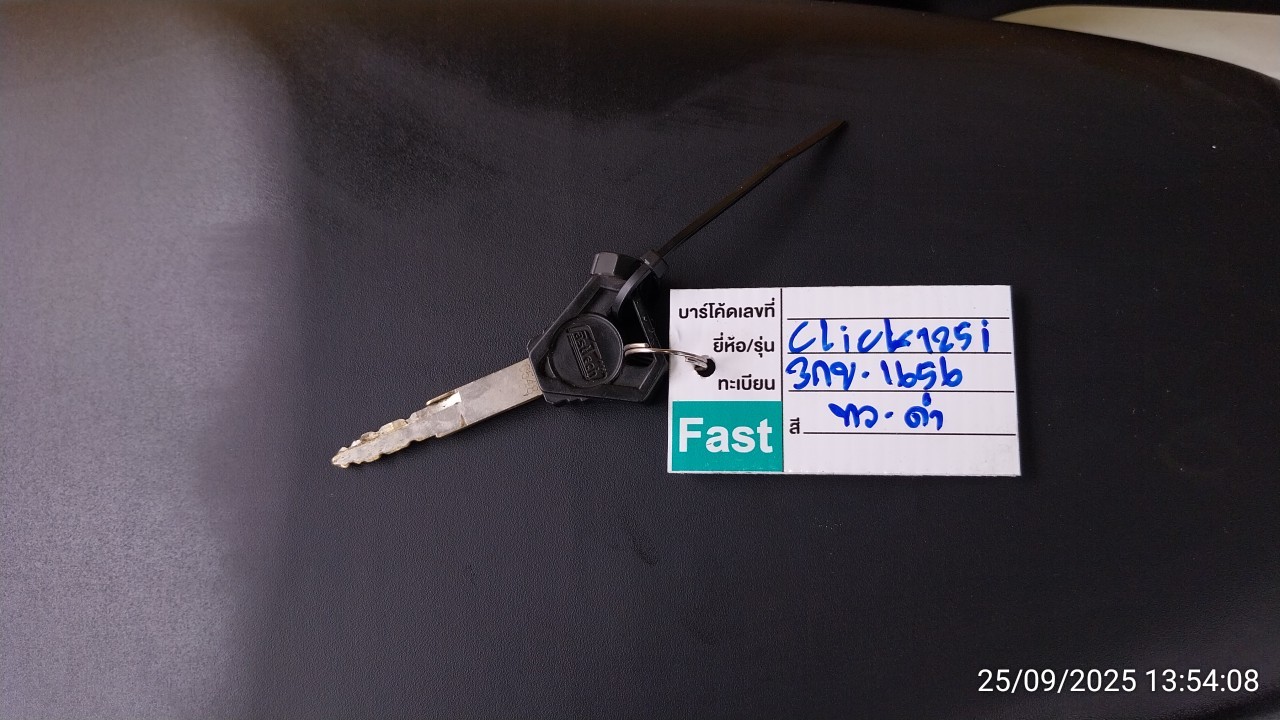 บาร์โค้ดเลขที่
ยี่ห้อ/รุ่น Click125i
ทะเบียน 3กข.1656
Fast สี ทว.ดำ
25/09/2025 13:54:08